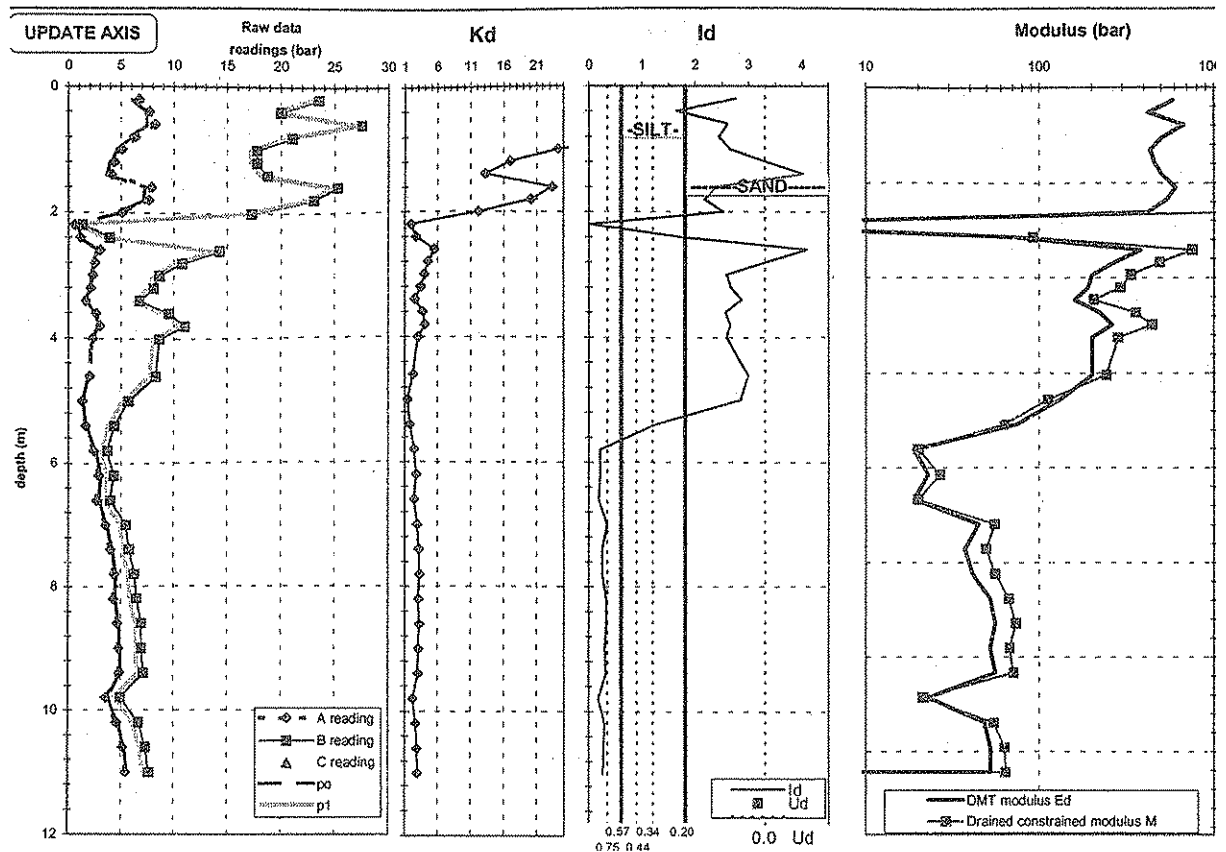 UPDATE AXIS
Raw data
readings (bar)
Kd
Id
Modulus (bar)
0 5 10 15 20 25 30
1 6 11 16 21
0 1 2 3 4
10 100
0
2
4
6
8
10
12
depth (m)
-SILT-
SAND
A reading
B reading
C reading
po
p1
Id
Ud
0.57 0.34 0.20
0.75 0.44
0.0 Ud
DMT modulus Ed
Drained constrained modulus M